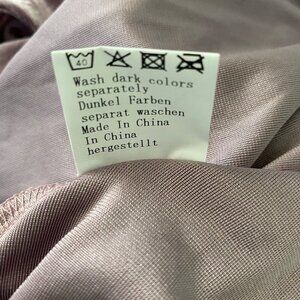 40
Wash dark colors
separately
Dunkel Farben
separat waschen
Made In China
In China
hergestellt